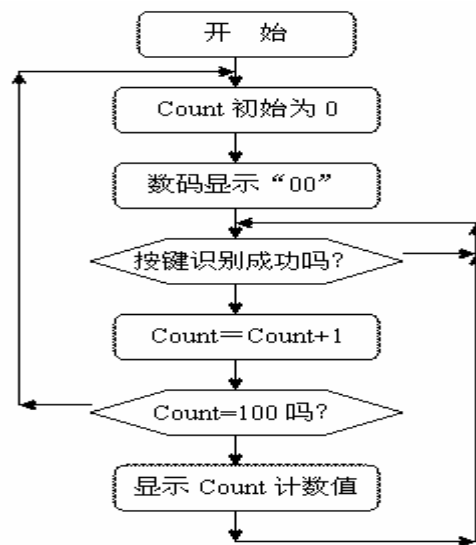 开 始
Count 初始为 0
数码显示“00”
按键识别成功吗?
Count＝Count+1
Count=100 吗?
显示 Count 计数值